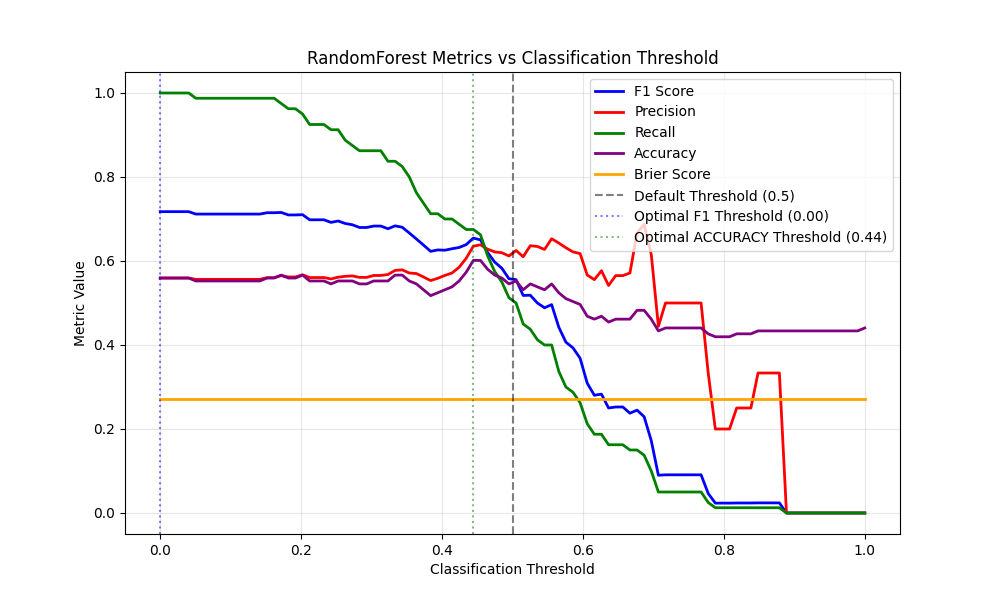 RandomForest Metrics vs Classification Threshold
Metric Value
1.0
0.8
0.6
0.4
0.2
0.0
F1 Score
Precision
Recall
Accuracy
Brier Score
Default Threshold (0.5)
Optimal F1 Threshold (0.00)
Optimal ACCURACY Threshold (0.44)
0.0
0.2
0.4
0.6
0.8
1.0
Classification Threshold